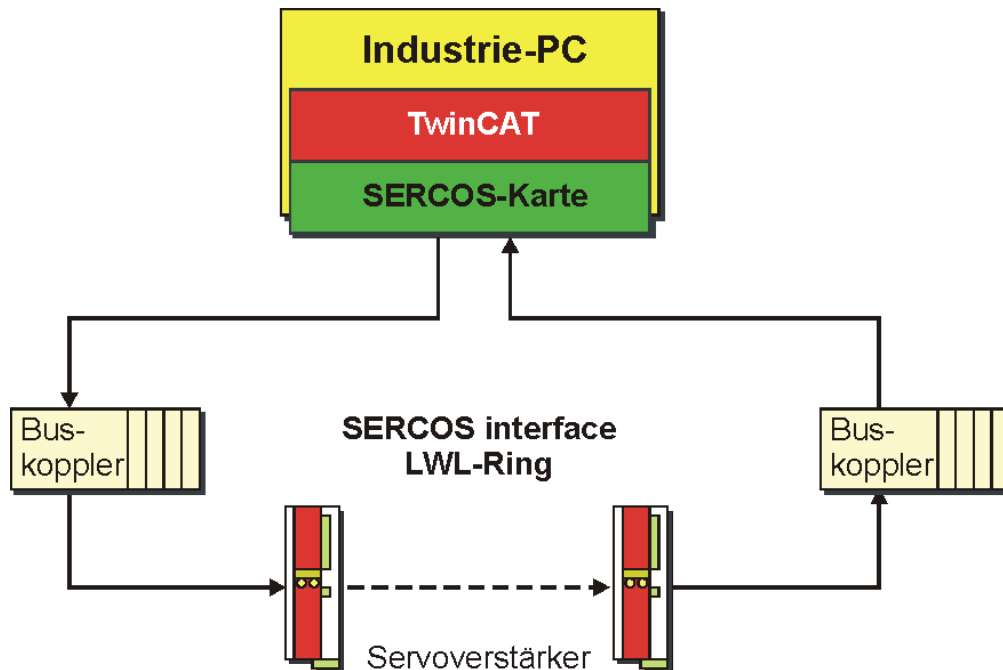 Industrie-PC
TwinCAT
SERCOS-Karte
Bus-
koppler
SERCOS interface
LWL-Ring
Bus-
koppler
Servoverstärker